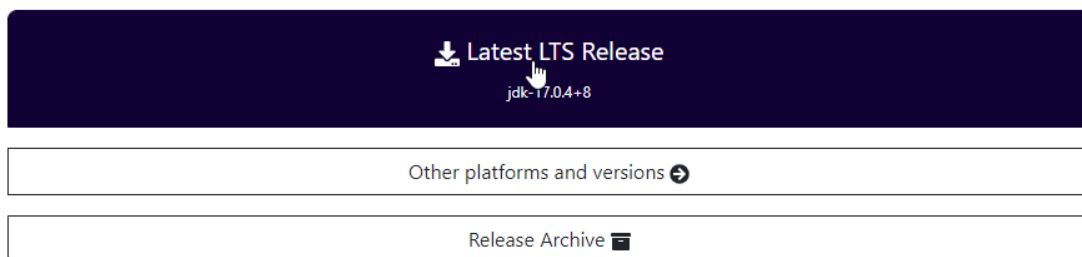 Latest LTS Release
jdk-17.0.4+8
Other platforms and versions
Release Archive